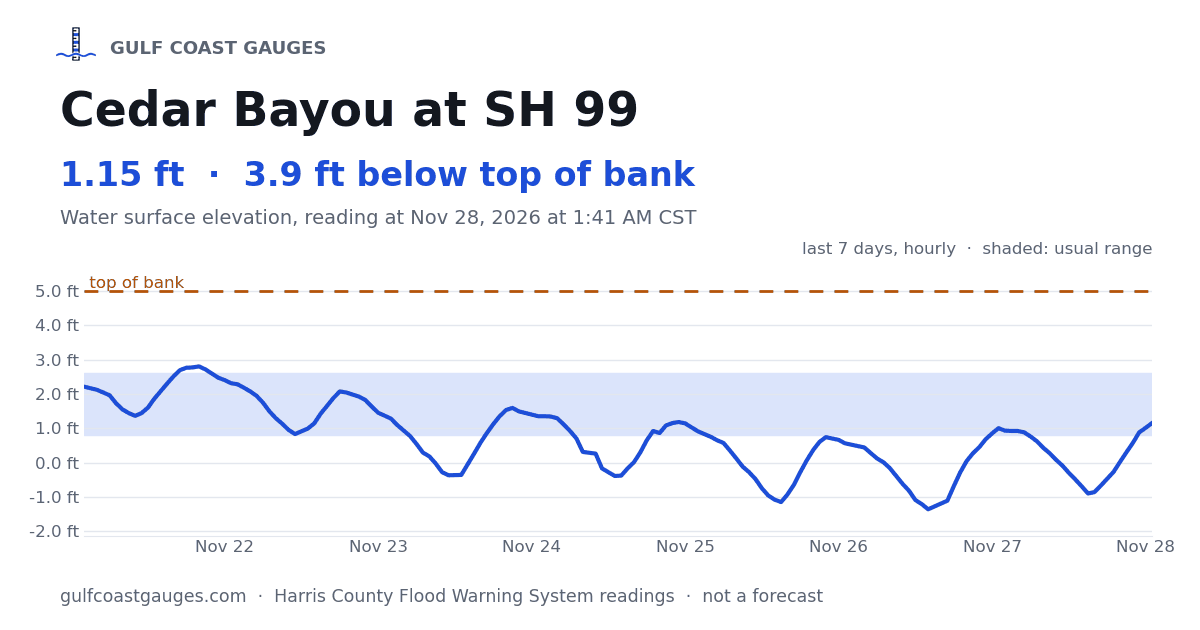 GULF COAST GAUGES
Cedar Bayou at SH 99
1.15 ft · 3.9 ft below top of bank
Water surface elevation, reading at Nov 28, 2026 at 1:41 AM CST
last 7 days, hourly · shaded: usual range
top of bank
5.0 ft
4.0 ft
3.0 ft
2.0 ft
1.0 ft
0.0 ft
-1.0 ft
-2.0 ft
Nov 22 Nov 23 Nov 24 Nov 25 Nov 26 Nov 27 Nov 28
gulfcoastgauges.com · Harris County Flood Warning System readings · not a forecast